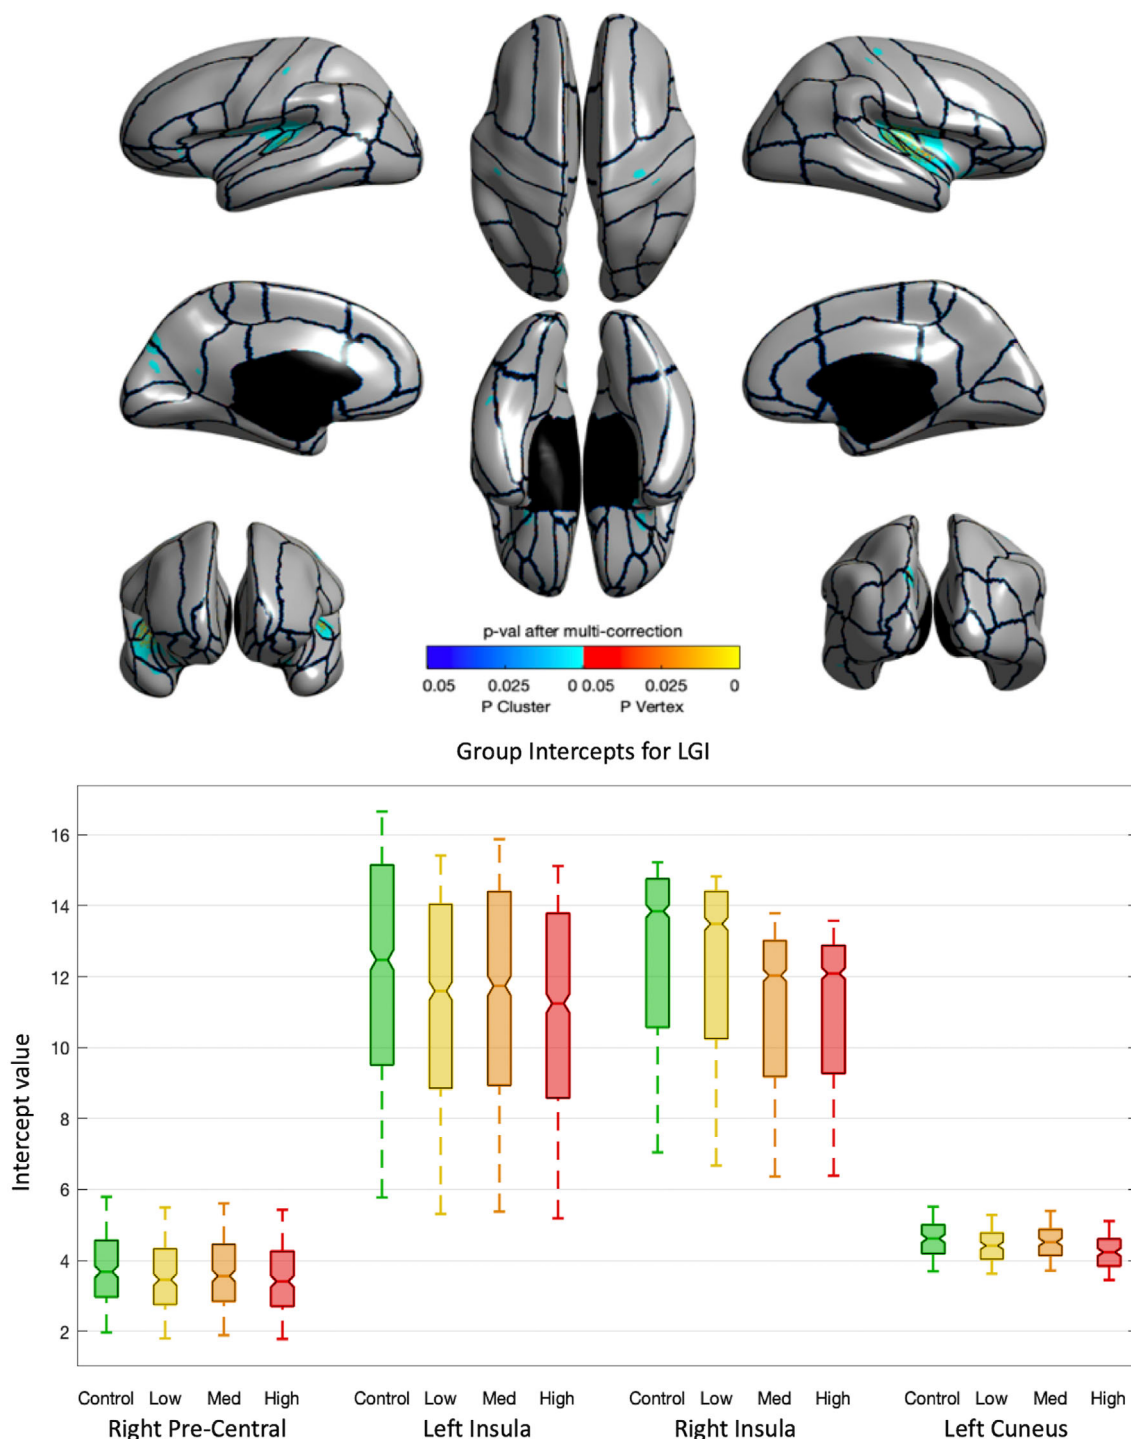 p-val after multi-correction
0.05 0.025 0 0.05 0.025 0
P Cluster P Vertex
Group Intercepts for LGI
Intercept value
16
14
12
10
8
6
4
2
Control Low Med High Control Low Med High Control Low Med High Control Low Med High
Right Pre-Central Left Insula Right Insula Left Cuneus